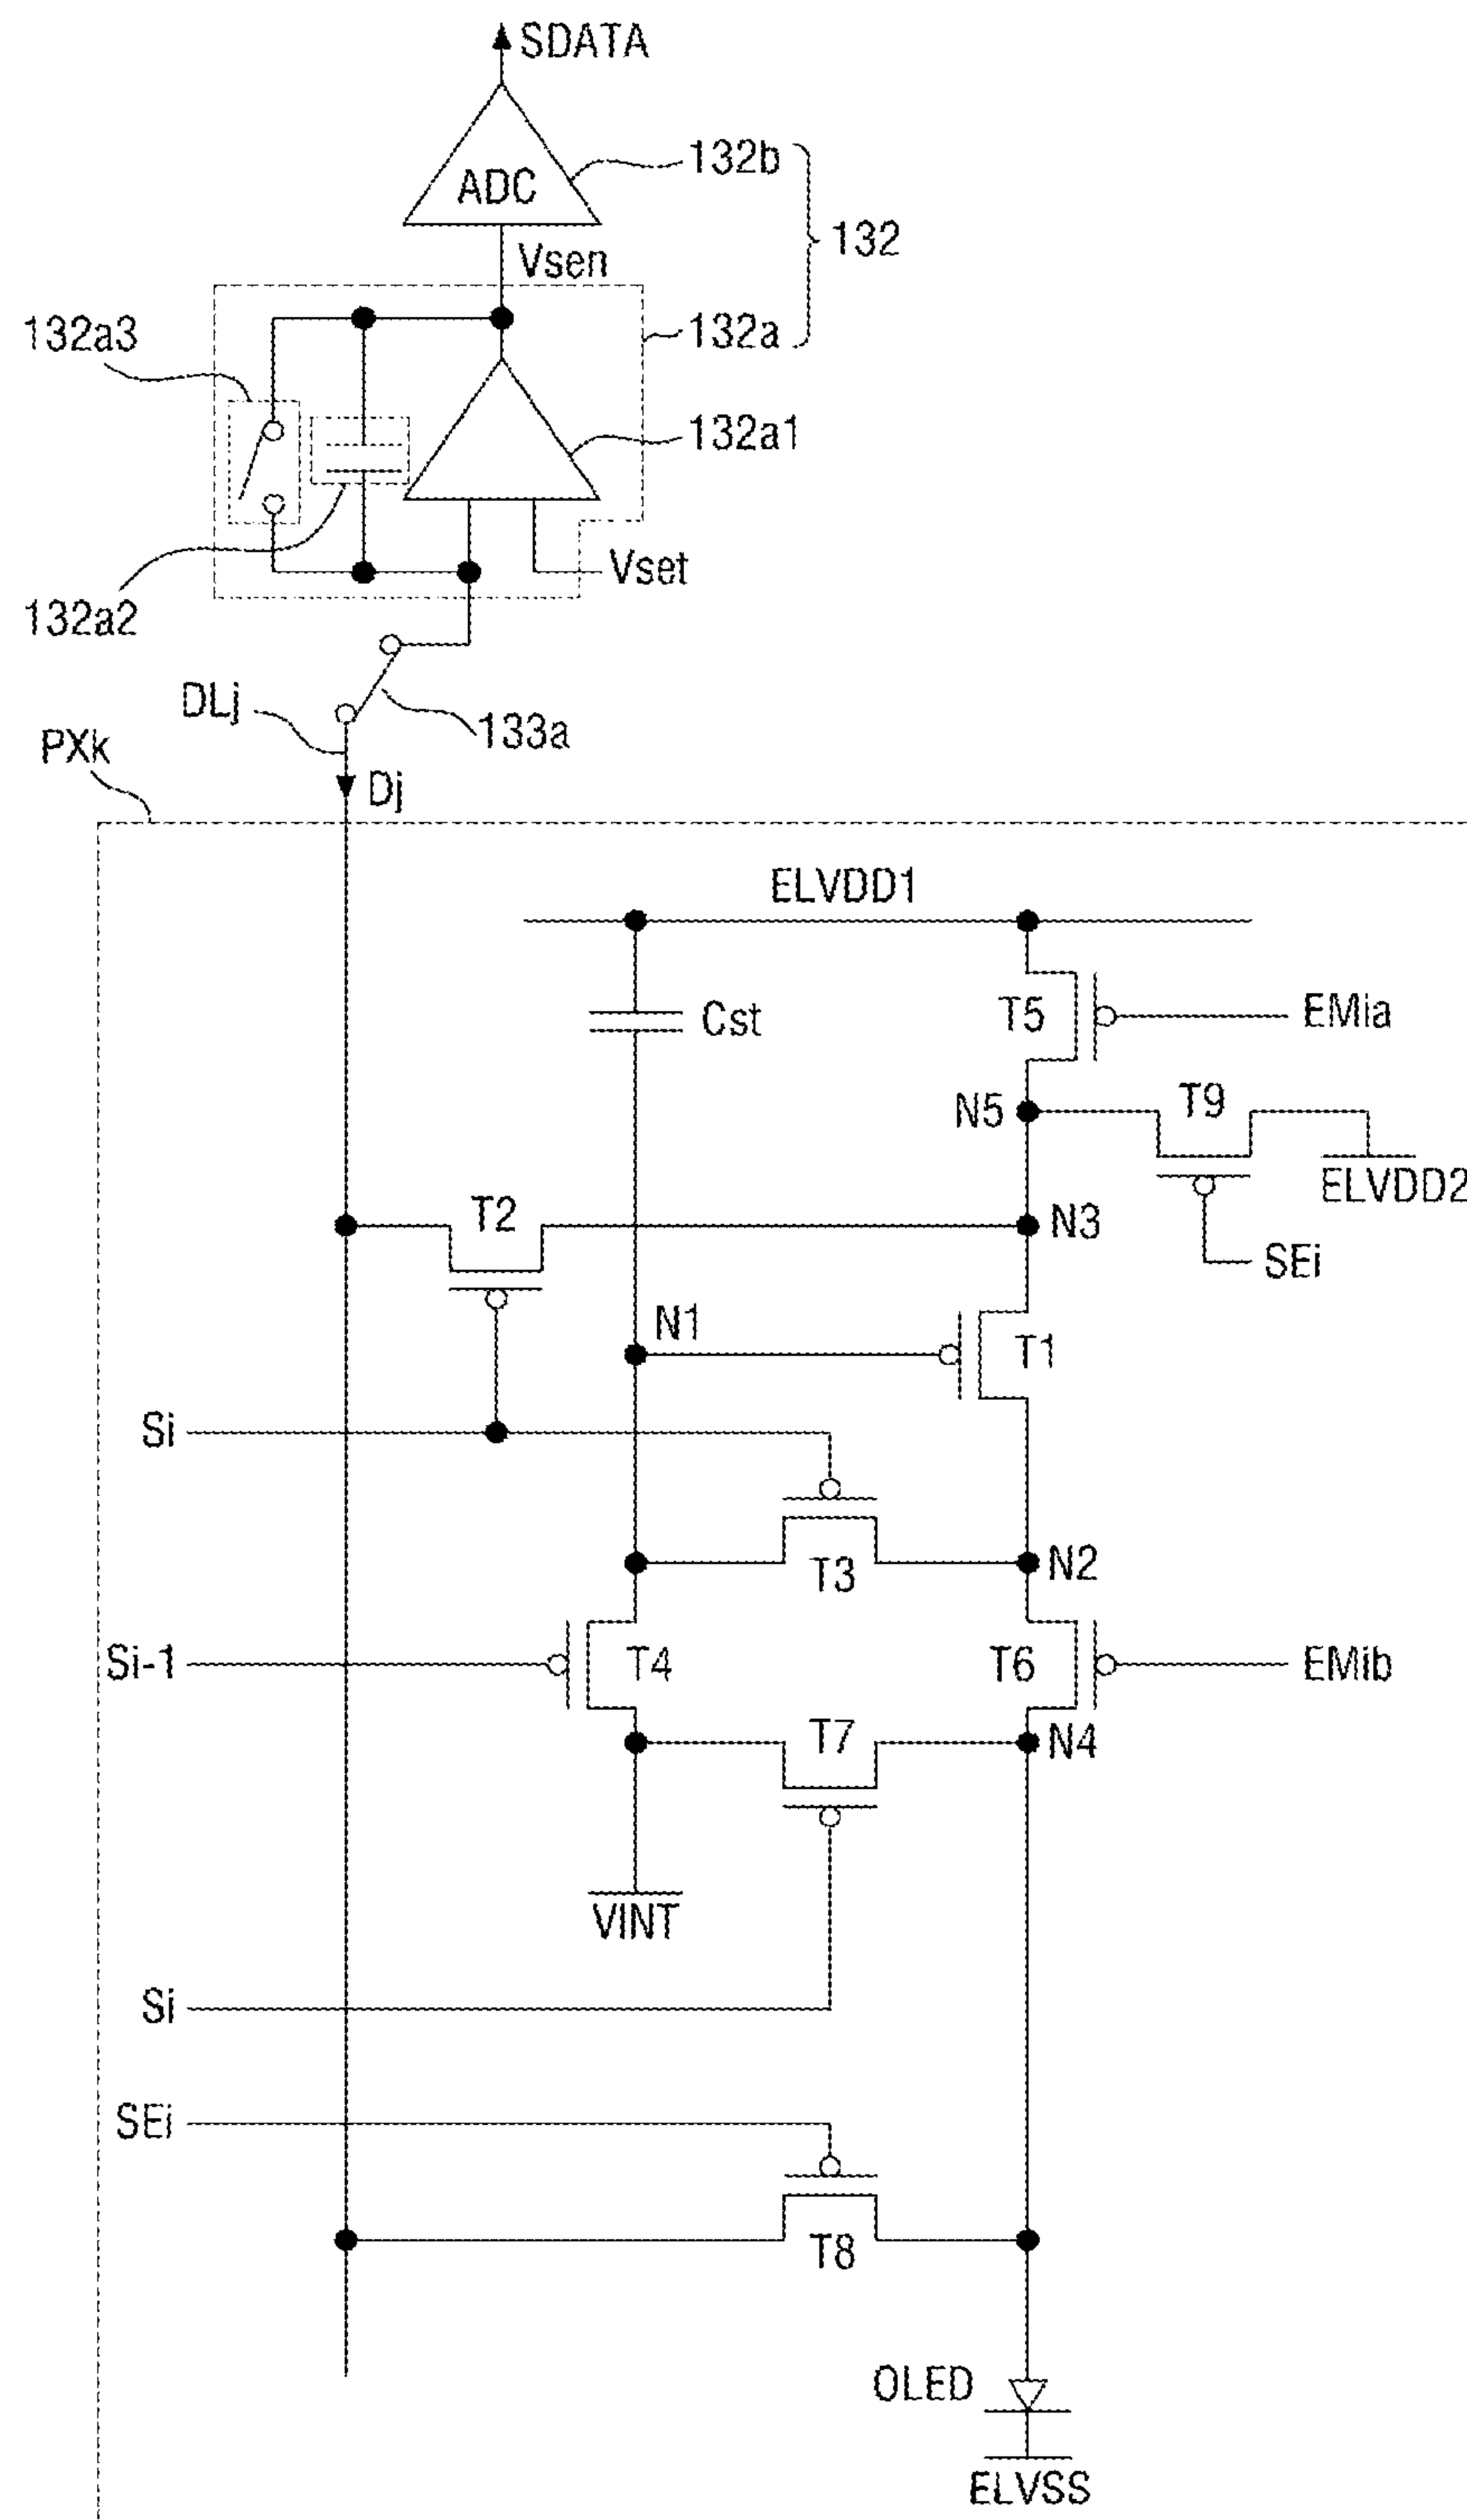 SDATA
ADC
132b
132
Vsen
132a3
132a
132a1
Vset
132a2
DLj
133a
PXk
Dj
ELVDD1
Cst
T5
EMia
N5
T9
ELVDD2
T2
N3
SEi
N1
T1
Si
T3
N2
Si-1
T4
T6
EMib
T7
N4
VINT
Si
SEi
T8
OLED
ELVSS